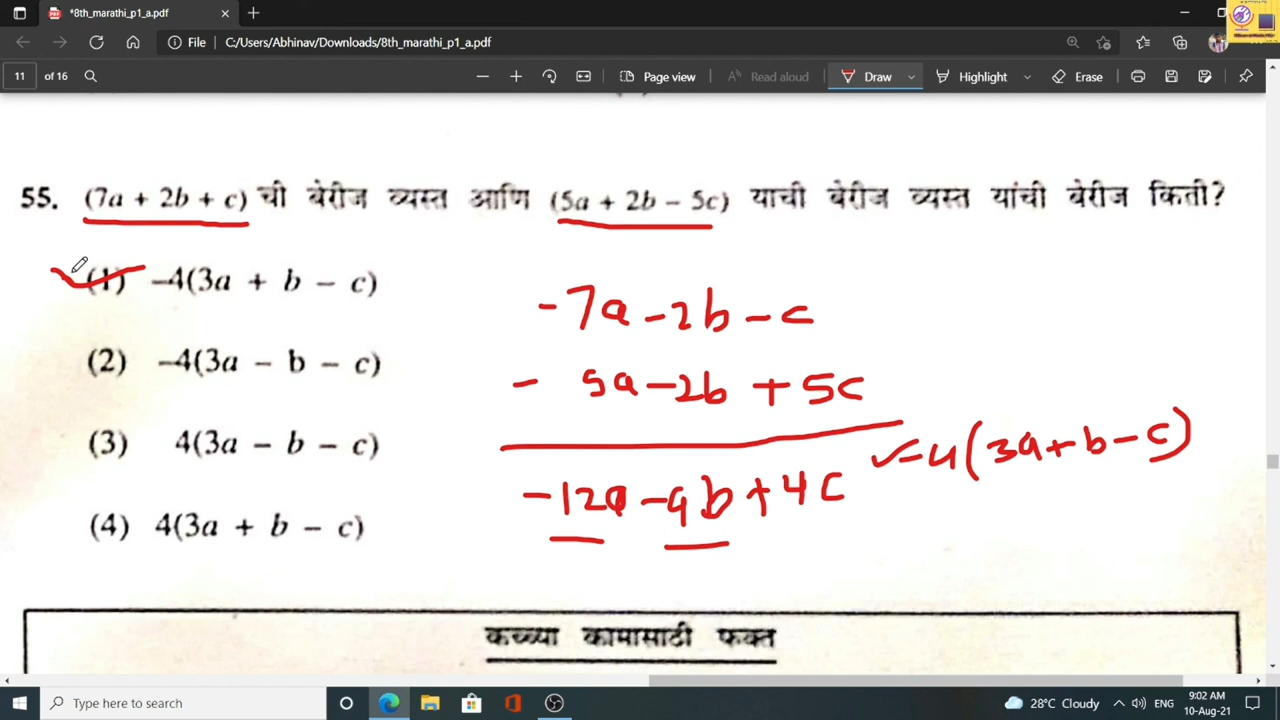 *8th_marathi_p1_a.pdf
File C:/Users/Abhinav/Downloads/8th_marathi_p1_a.pdf
11 of 16 Page view Read aloud Draw Highlight Erase
55. (7a + 2b + c) ची बेरीज व्यस्त आणि (5a + 2b – 5c) याची बेरीज व्यस्त यांची बेरीज किती?
(1) –4(3a + b – c)
(2) –4(3a – b – c)
(3) 4(3a – b – c)
(4) 4(3a + b – c)
-7a-2b-c
- 5a-2b+5c
-12a-4b+4c
-4(3a+b-c)
कच्च्या कामासाठी फक्त
Type here to search
28°C Cloudy ENG 9:02 AM
10-Aug-21